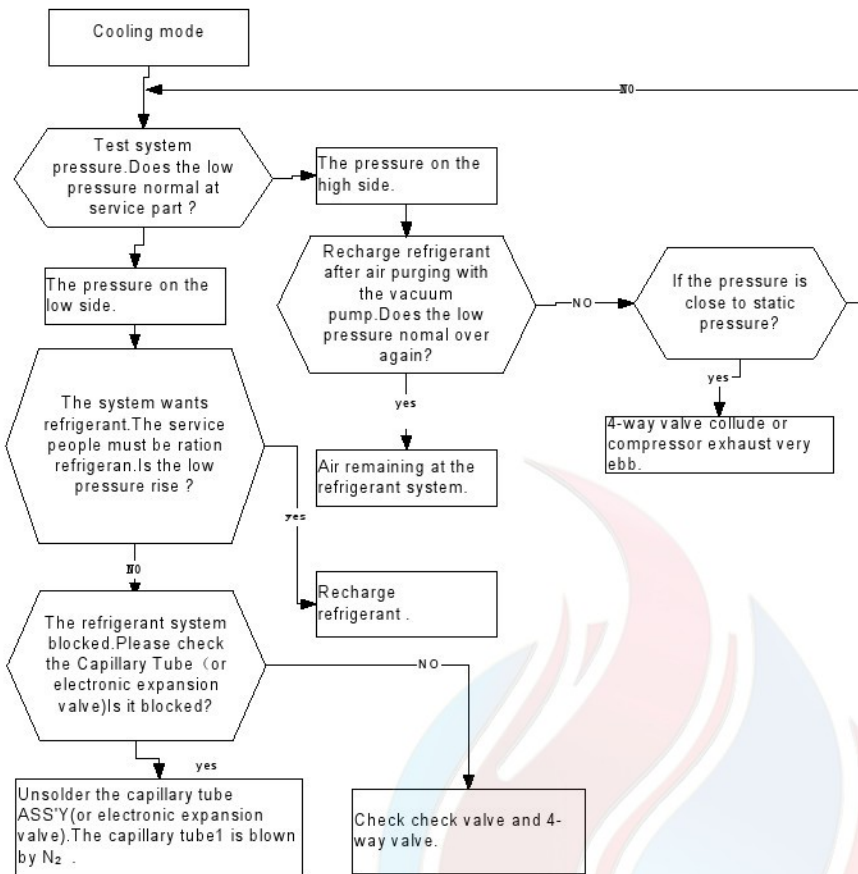 Cooling mode
NO
Test system
pressure.Does the low
pressure normal at
service part ?
The pressure on the
high side.
The pressure on the
low side.
Recharge refrigerant
after air purging with
the vacuum
pump.Does the low
pressure nomal over
again?
NO
If the pressure is
close to static
pressure?
yes
4-way valve collude or
compressor exhaust very
ebb.
yes
Air remaining at the
refrigerant system.
The system wants
refrigerant.The service
people must be ration
refrigeran.Is the low
pressure rise ?
yes
Recharge
refrigerant .
NO
The refrigerant system
blocked.Please check
the Capillary Tube（or
electronic expansion
valve)Is it blocked?
NO
yes
Unsolder the capillary tube
ASS'Y(or electronic expansion
valve).The capillary tube1 is blown
by N₂ .
Check check valve and 4-
way valve.